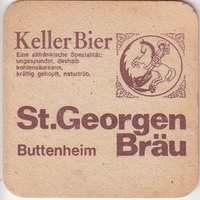 Keller Bier
Eine altfränkische Spezialität:
ungespundet, deshalb
kohlensäurearm,
kräftig gehopft, naturtrüb.
St.Georgen
Buttenheim Bräu